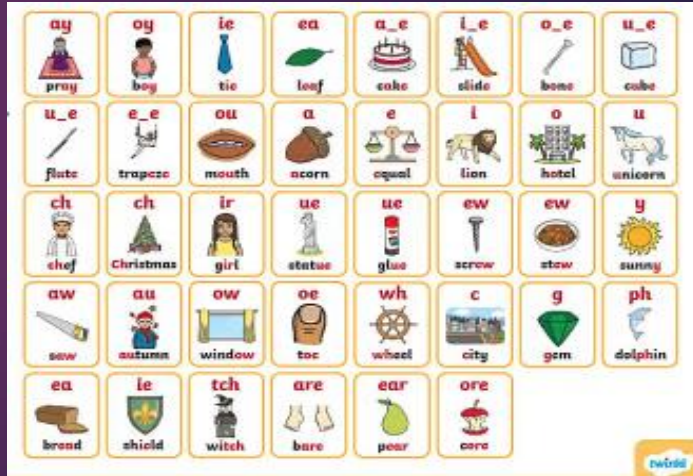 ay oy ie ea a_e i_e o_e u_e
pray boy tie leaf cake slide bone cube
u_e e_e ou a e i o u
flute trapeze mouth acorn equal lion hotel unicorn
ch ch ir ue ue ew ew y
chef Christmas girl statue glue screw stew sunny
aw au ow oe wh c g ph
saw autumn window toe wheel city gem dolphin
ea ie tch are ear ore
bread shield witch bare pear core
twinkl